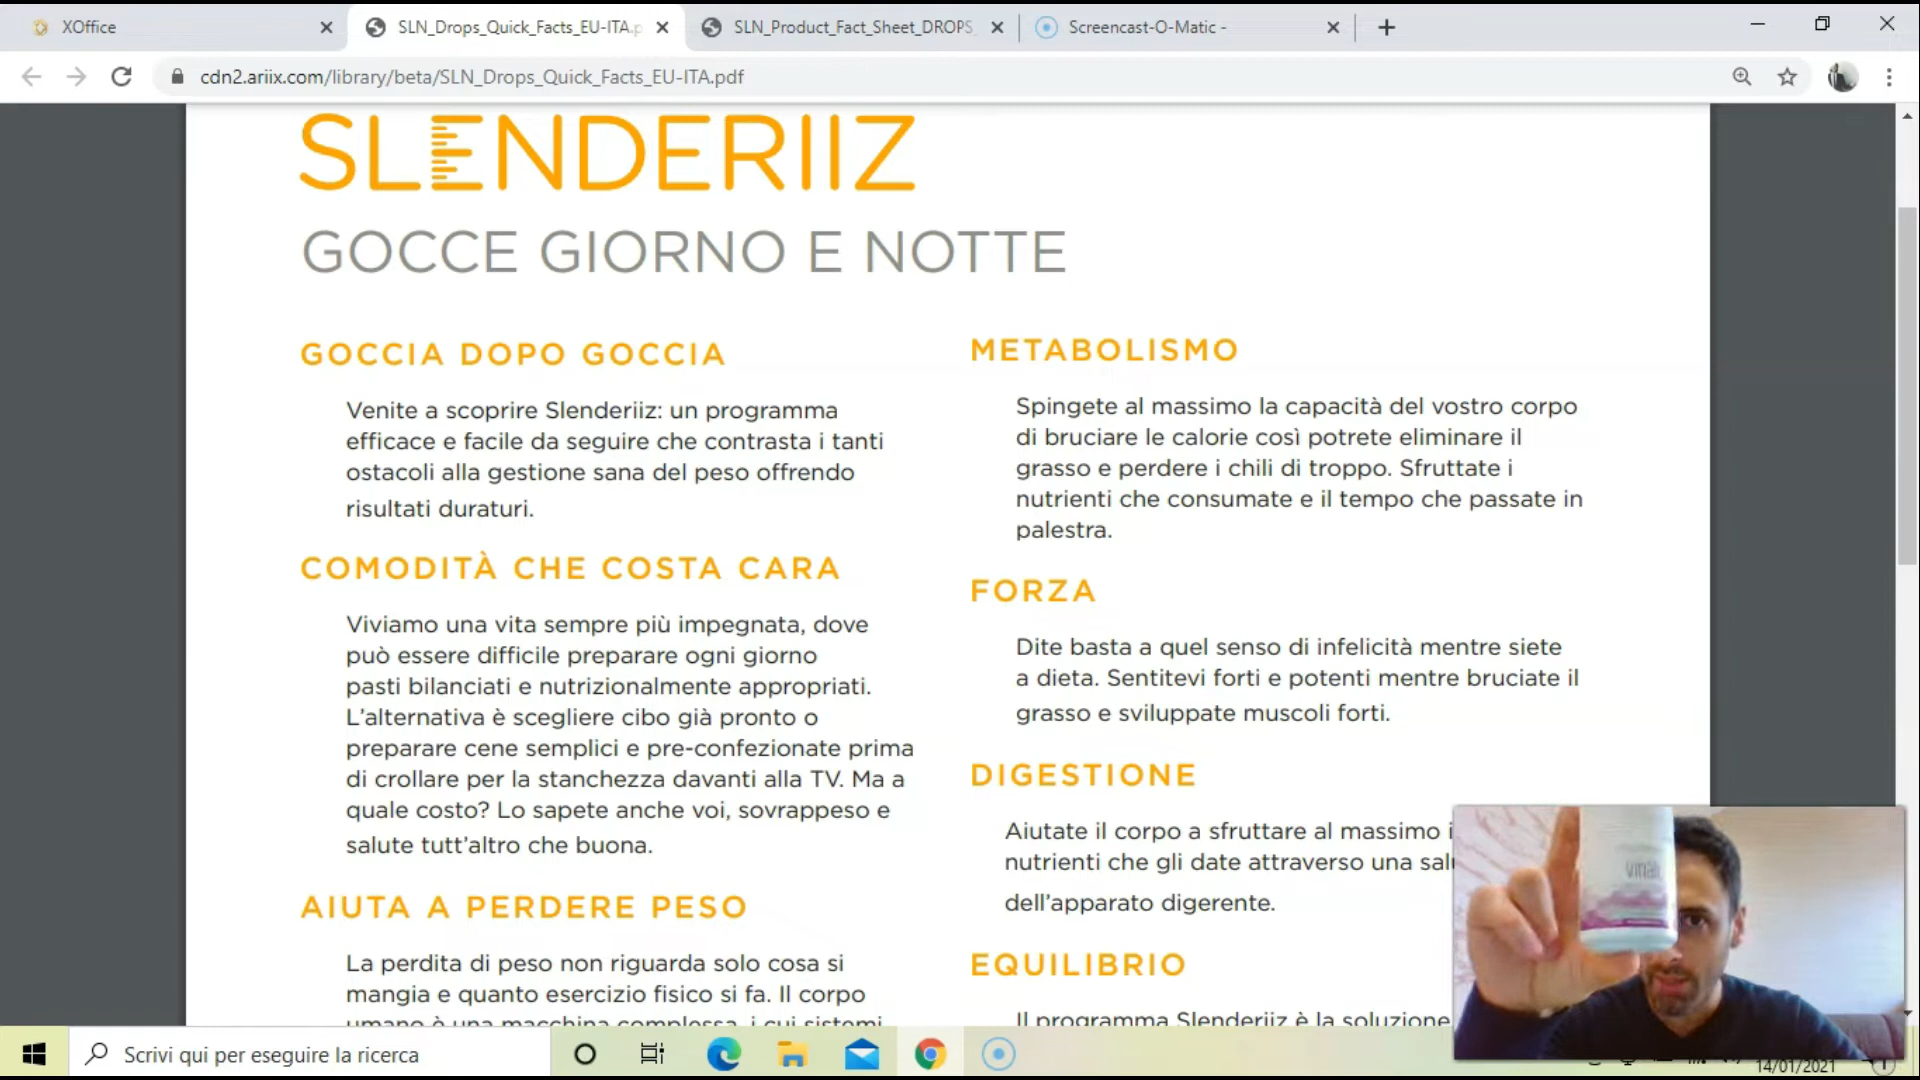 XOffice
SLN_Drops_Quick_Facts_EU-ITA.p
SLN_Product_Fact_Sheet_DROPS_
Screencast-O-Matic -
cdn2.ariix.com/library/beta/SLN_Drops_Quick_Facts_EU-ITA.pdf
SLENDERIIZ
GOCCE GIORNO E NOTTE
GOCCIA DOPO GOCCIA
Venite a scoprire Slenderiiz: un programma
efficace e facile da seguire che contrasta i tanti
ostacoli alla gestione sana del peso offrendo
risultati duraturi.
COMODITÀ CHE COSTA CARA
Viviamo una vita sempre più impegnata, dove
può essere difficile preparare ogni giorno
pasti bilanciati e nutrizionalmente appropriati.
L'alternativa è scegliere cibo già pronto o
preparare cene semplici e pre-confezionate prima
di crollare per la stanchezza davanti alla TV. Ma a
quale costo? Lo sapete anche voi, sovrappeso e
salute tutt'altro che buona.
AIUTA A PERDERE PESO
La perdita di peso non riguarda solo cosa si
mangia e quanto esercizio fisico si fa. Il corpo
umano è una macchina complessa, i cui sistemi
METABOLISMO
Spingete al massimo la capacità del vostro corpo
di bruciare le calorie così potrete eliminare il
grasso e perdere i chili di troppo. Sfruttate i
nutrienti che consumate e il tempo che passate in
palestra.
FORZA
Dite basta a quel senso di infelicità mentre siete
a dieta. Sentitevi forti e potenti mentre bruciate il
grasso e sviluppate muscoli forti.
DIGESTIONE
Aiutate il corpo a sfruttare al massimo i
nutrienti che gli date attraverso una sal
dell'apparato digerente.
EQUILIBRIO
Il programma Slenderiiz è la soluzione
Scrivi qui per eseguire la ricerca
14/01/2021